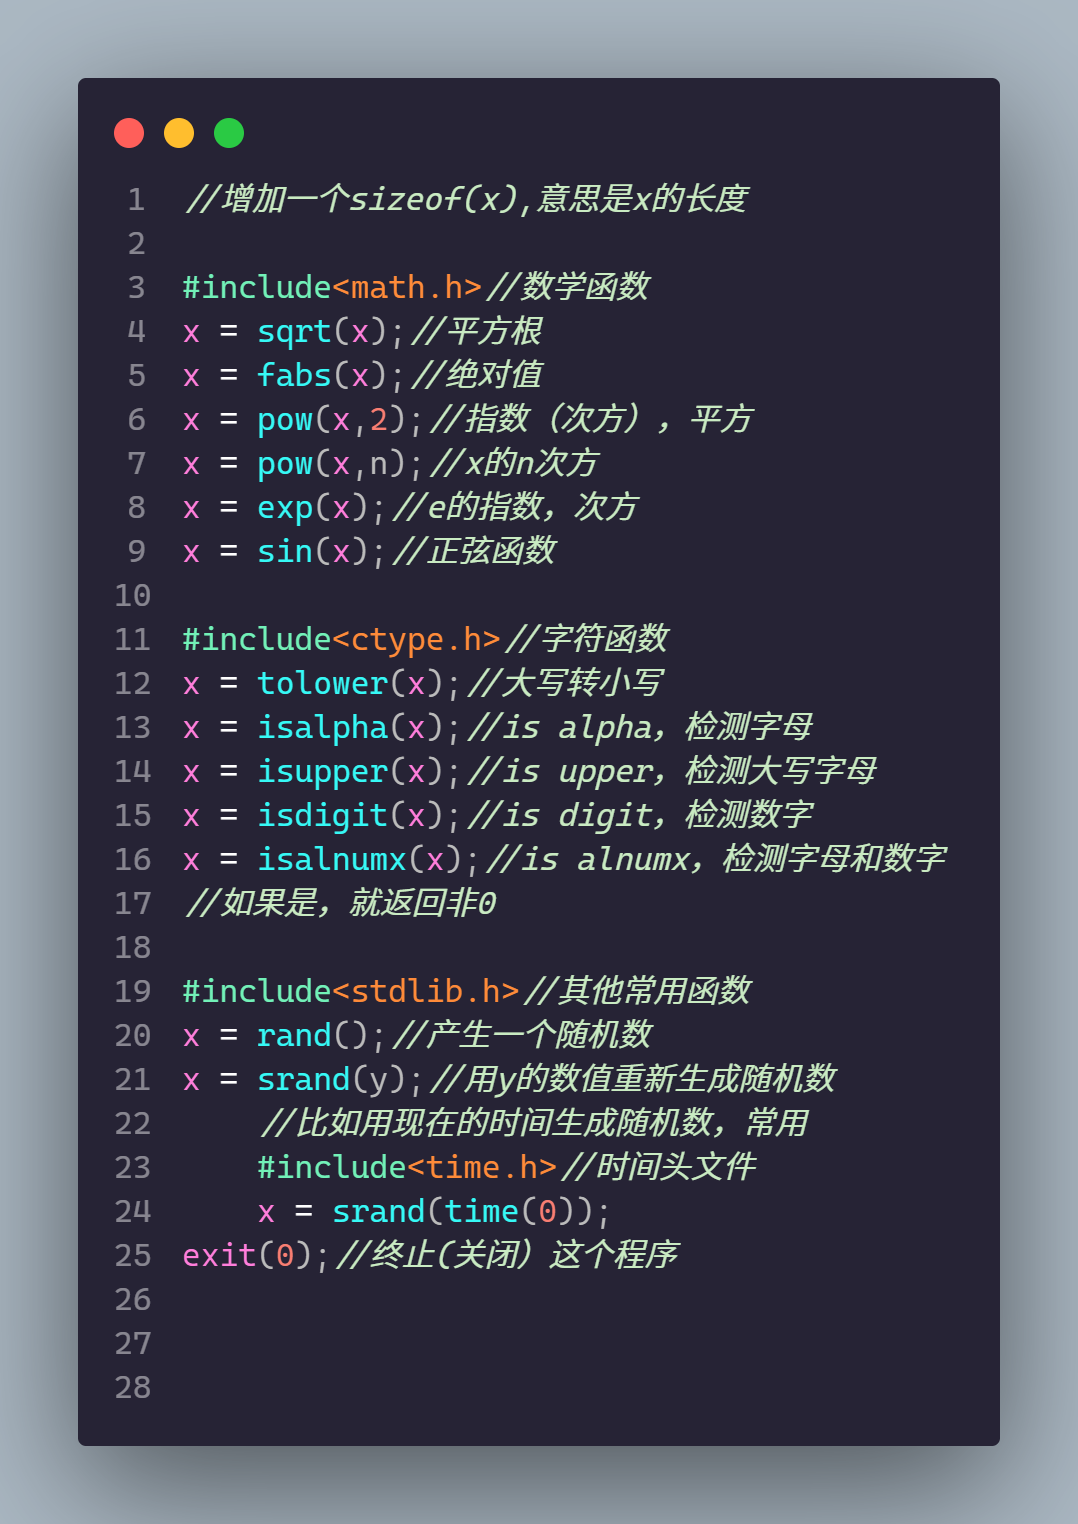 1 //增加一个sizeof(x),意思是x的长度
2
3 #include<math.h>//数学函数
4 x = sqrt(x);//平方根
5 x = fabs(x);//绝对值
6 x = pow(x,2);//指数（次方），平方
7 x = pow(x,n);//x的n次方
8 x = exp(x);//e的指数，次方
9 x = sin(x);//正弦函数
10
11 #include<ctype.h>//字符函数
12 x = tolower(x);//大写转小写
13 x = isalpha(x);//is alpha，检测字母
14 x = isupper(x);//is upper，检测大写字母
15 x = isdigit(x);//is digit，检测数字
16 x = isalnumx(x);//is alnumx，检测字母和数字
17 //如果是，就返回非0
18
19 #include<stdlib.h>//其他常用函数
20 x = rand();//产生一个随机数
21 x = srand(y);//用y的数值重新生成随机数
22     //比如用现在的时间生成随机数，常用
23     #include<time.h>//时间头文件
24     x = srand(time(0));
25 exit(0);//终止(关闭）这个程序
26
27
28